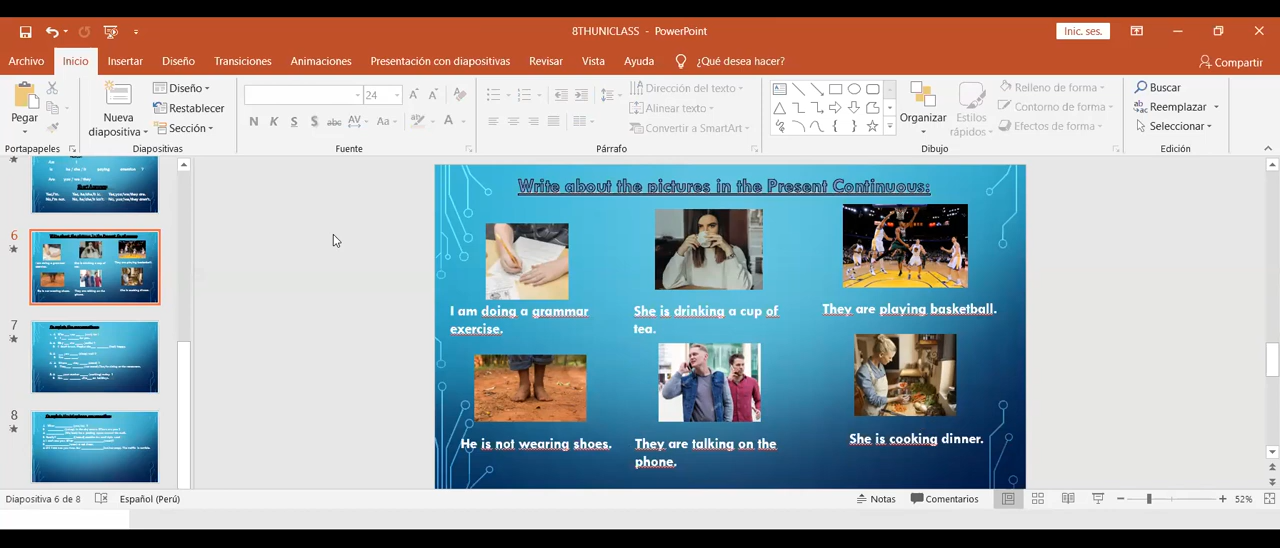 8THUNICLASS - PowerPoint
Inic. ses.
Archivo Inicio Insertar Diseño Transiciones Animaciones Presentación con diapositivas Revisar Vista Ayuda ¿Qué desea hacer? Compartir
Pegar
Nueva diapositiva
Diseño
Restablecer
Sección
24
N K S S abc AV Aa A
Dirección del texto
Alinear texto
Convertir a SmartArt
Organizar
Estilos rápidos
Relleno de forma
Contorno de forma
Efectos de forma
Buscar
Reemplazar
Seleccionar
Portapapeles Diapositivas Fuente Párrafo Dibujo Edición
6
7
8
Write about the pictures in the Present Continuous:
I am doing a grammar
exercise.
She is drinking a cup of
tea.
They are playing basketball.
He is not wearing shoes.
They are talking on the
phone.
She is cooking dinner.
Diapositiva 6 de 8 Español (Perú) Notas Comentarios 52%